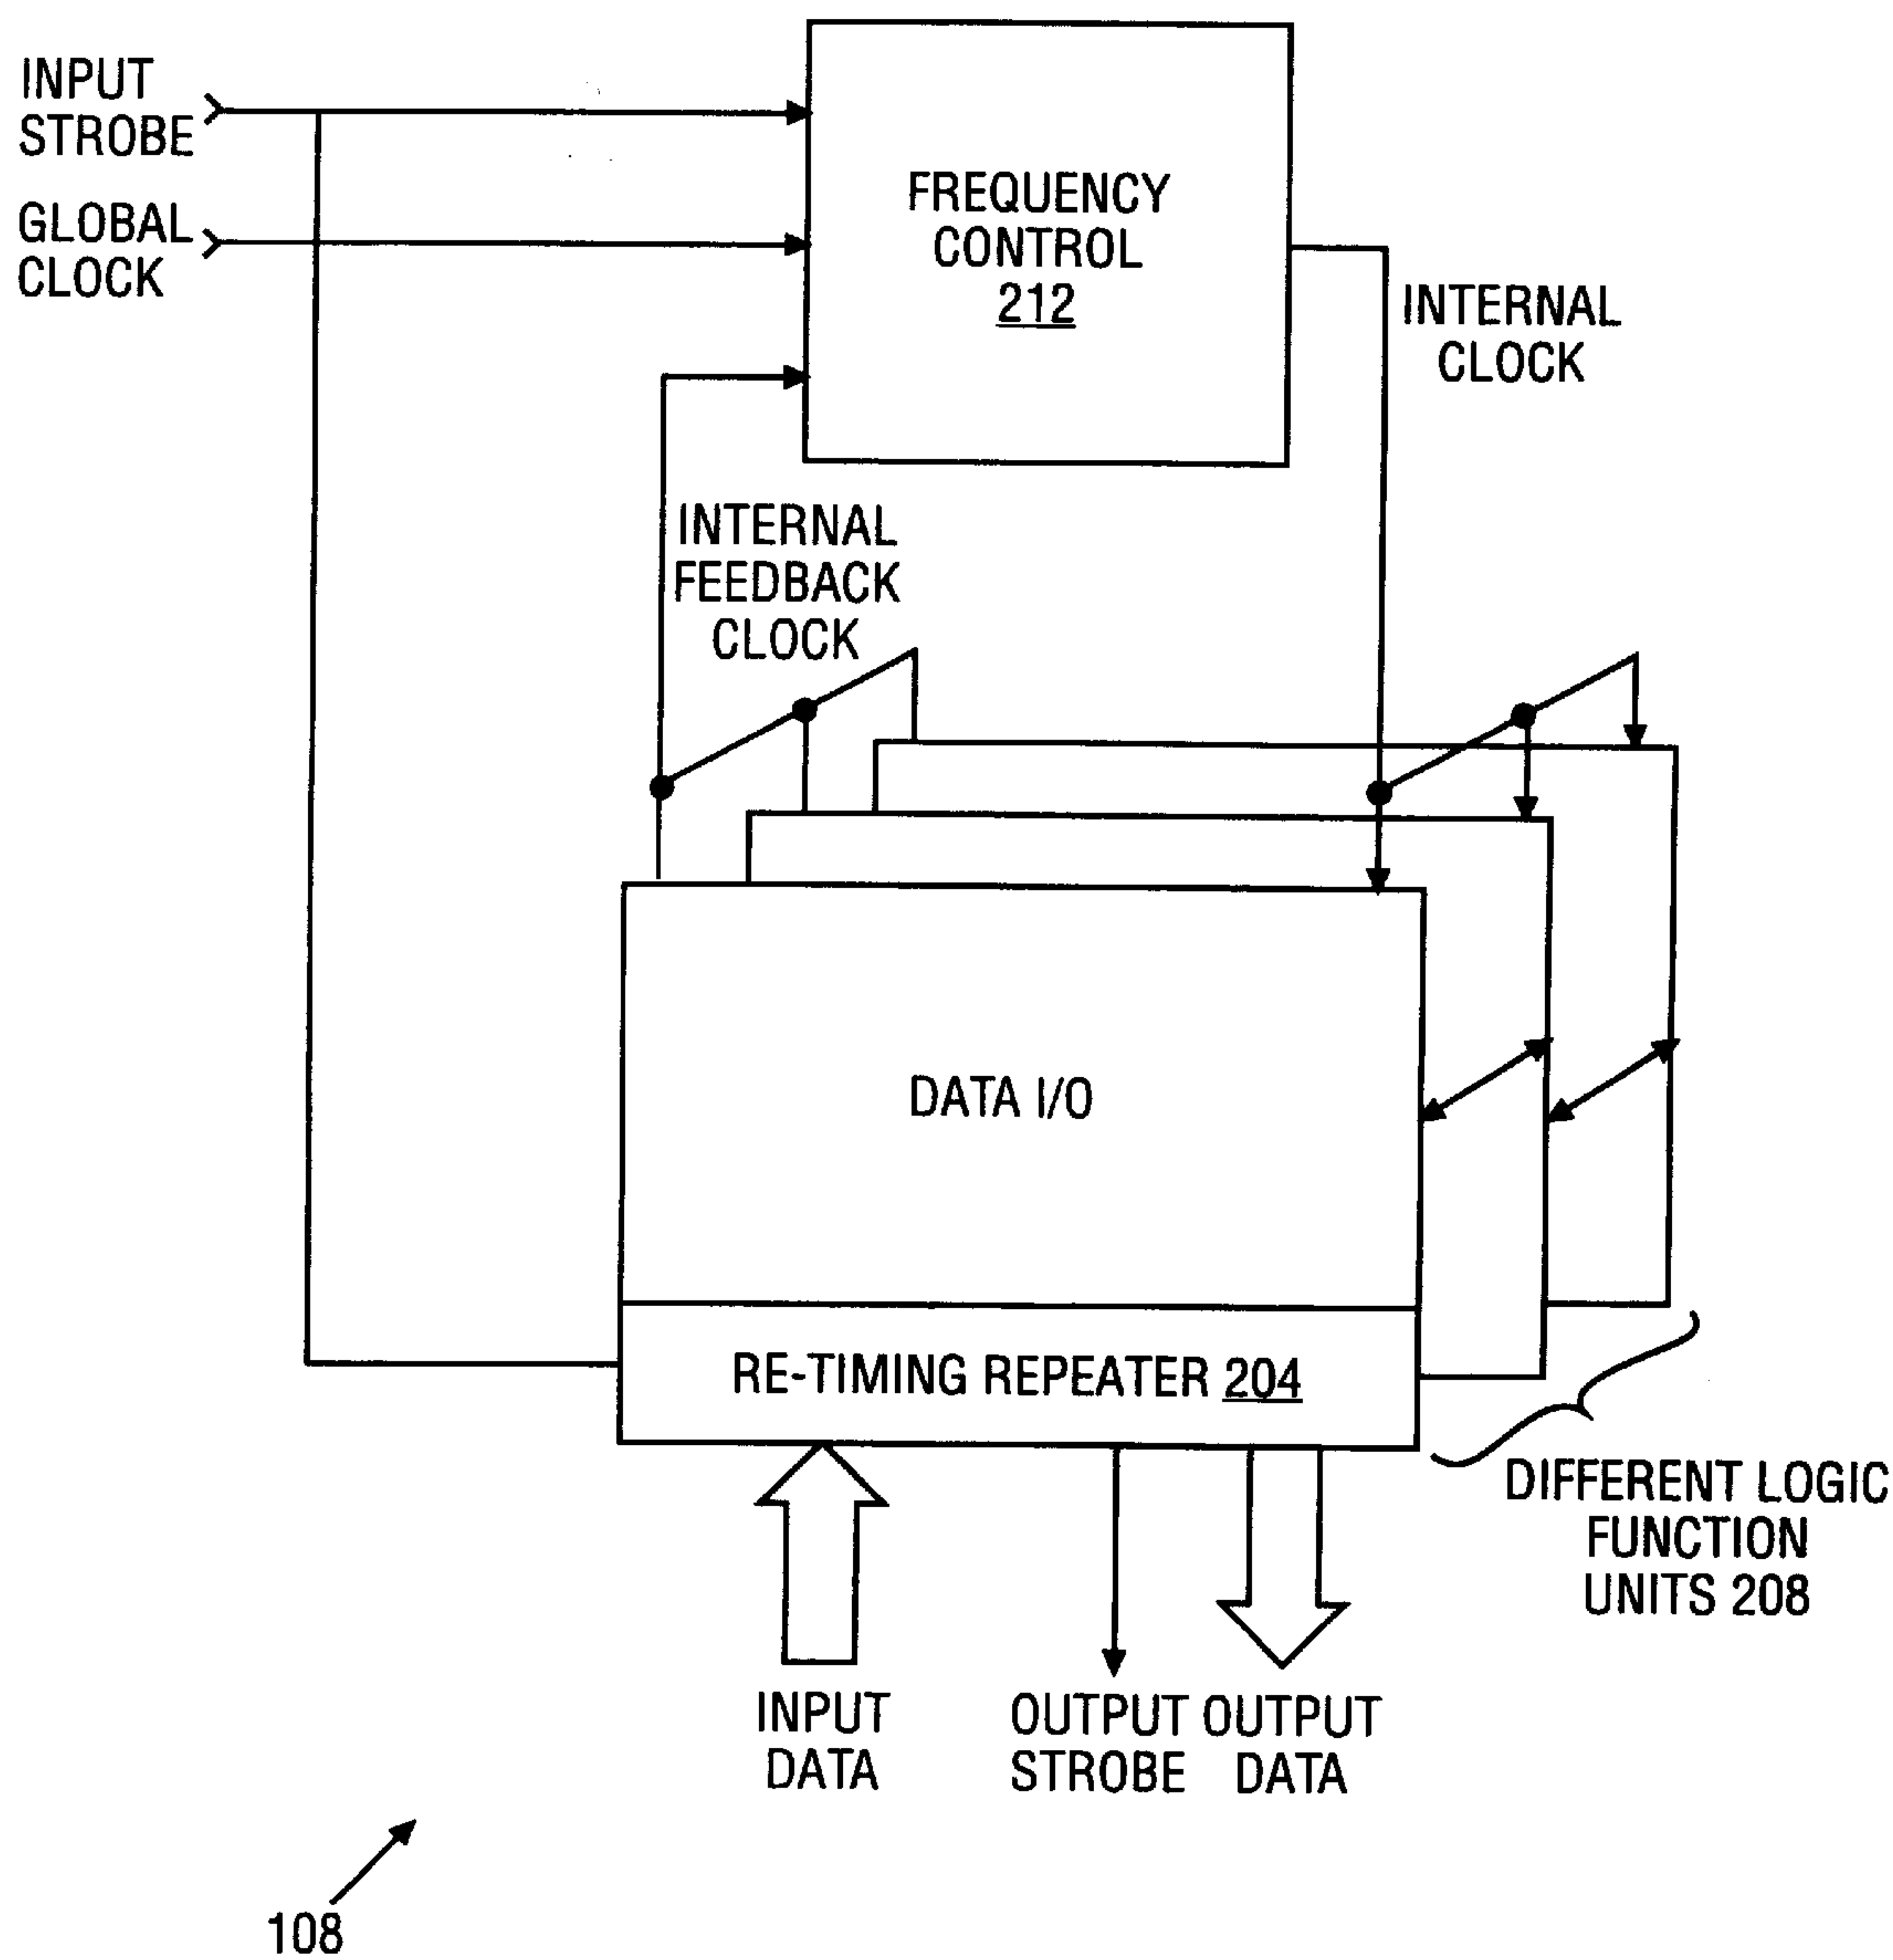 INPUT
STROBE
GLOBAL
CLOCK
FREQUENCY
CONTROL
212
INTERNAL
CLOCK
INTERNAL
FEEDBACK
CLOCK
DATA I/O
RE-TIMING REPEATER 204
DIFFERENT LOGIC
FUNCTION
UNITS 208
INPUT
DATA
OUTPUT
STROBE
OUTPUT
DATA
108